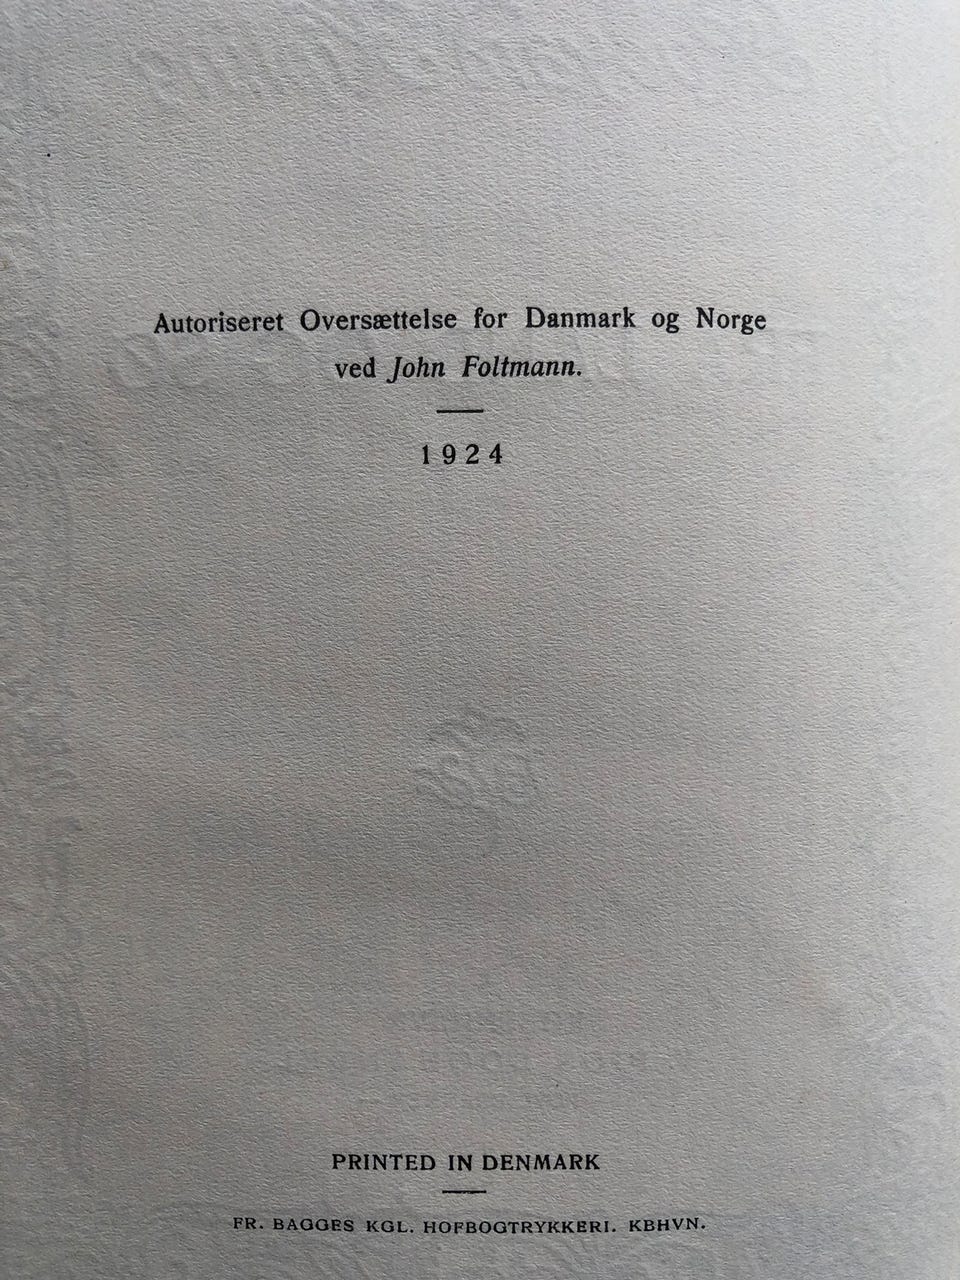 Autoriseret Oversættelse for Danmark og Norge
ved John Foltmann.
1924
PRINTED IN DENMARK
FR. BAGGES KGL. HOFBOGTRYKKERI. KBHVN.